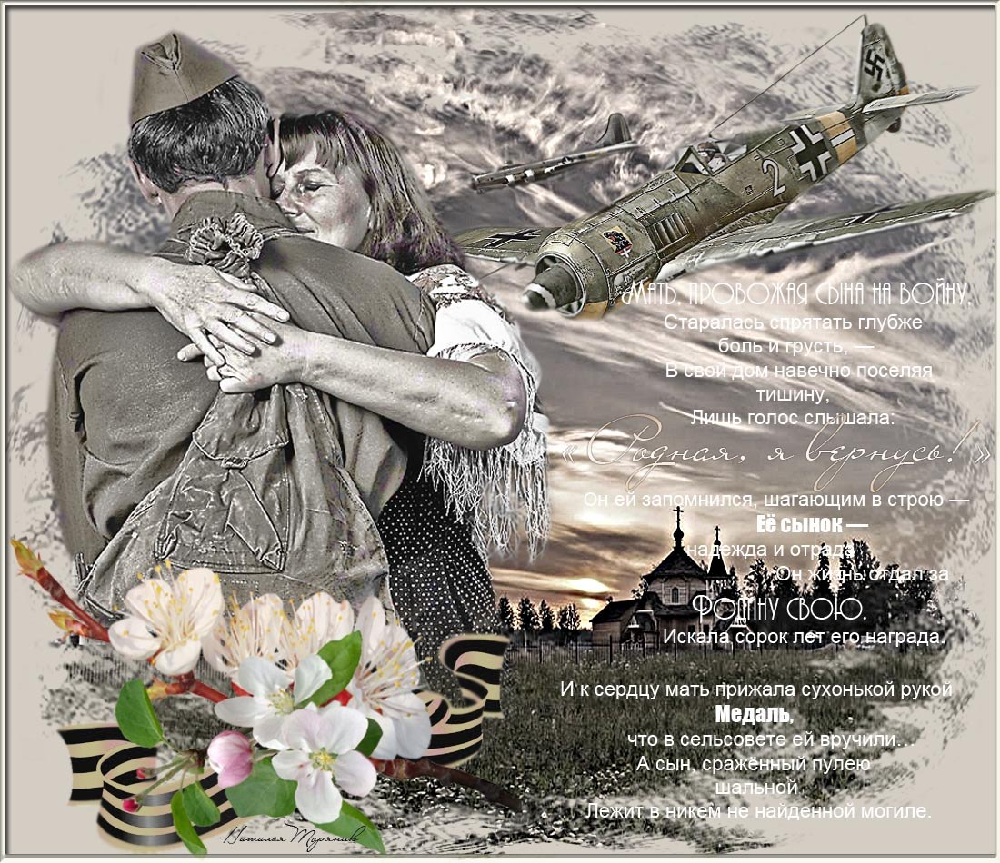 2
Мать, провожая сына на войну,
Старалась спрятать глубже
боль и грусть, —
В свой дом навечно поселяя
тишину,
Лишь голос слышала:
« Родная, я вернусь! »
Он ей запомнился, шагающим в строю —
Её сынок —
надежда и отрада,
Он жизнь отдал за
Родину свою.
Искала сорок лет его награда.
И к сердцу мать прижала сухонькой рукой
Медаль,
что в сельсовете ей вручили…
А сын, сражённый пулею
шальной
Лежит в никем не найденной могиле.
Наталья